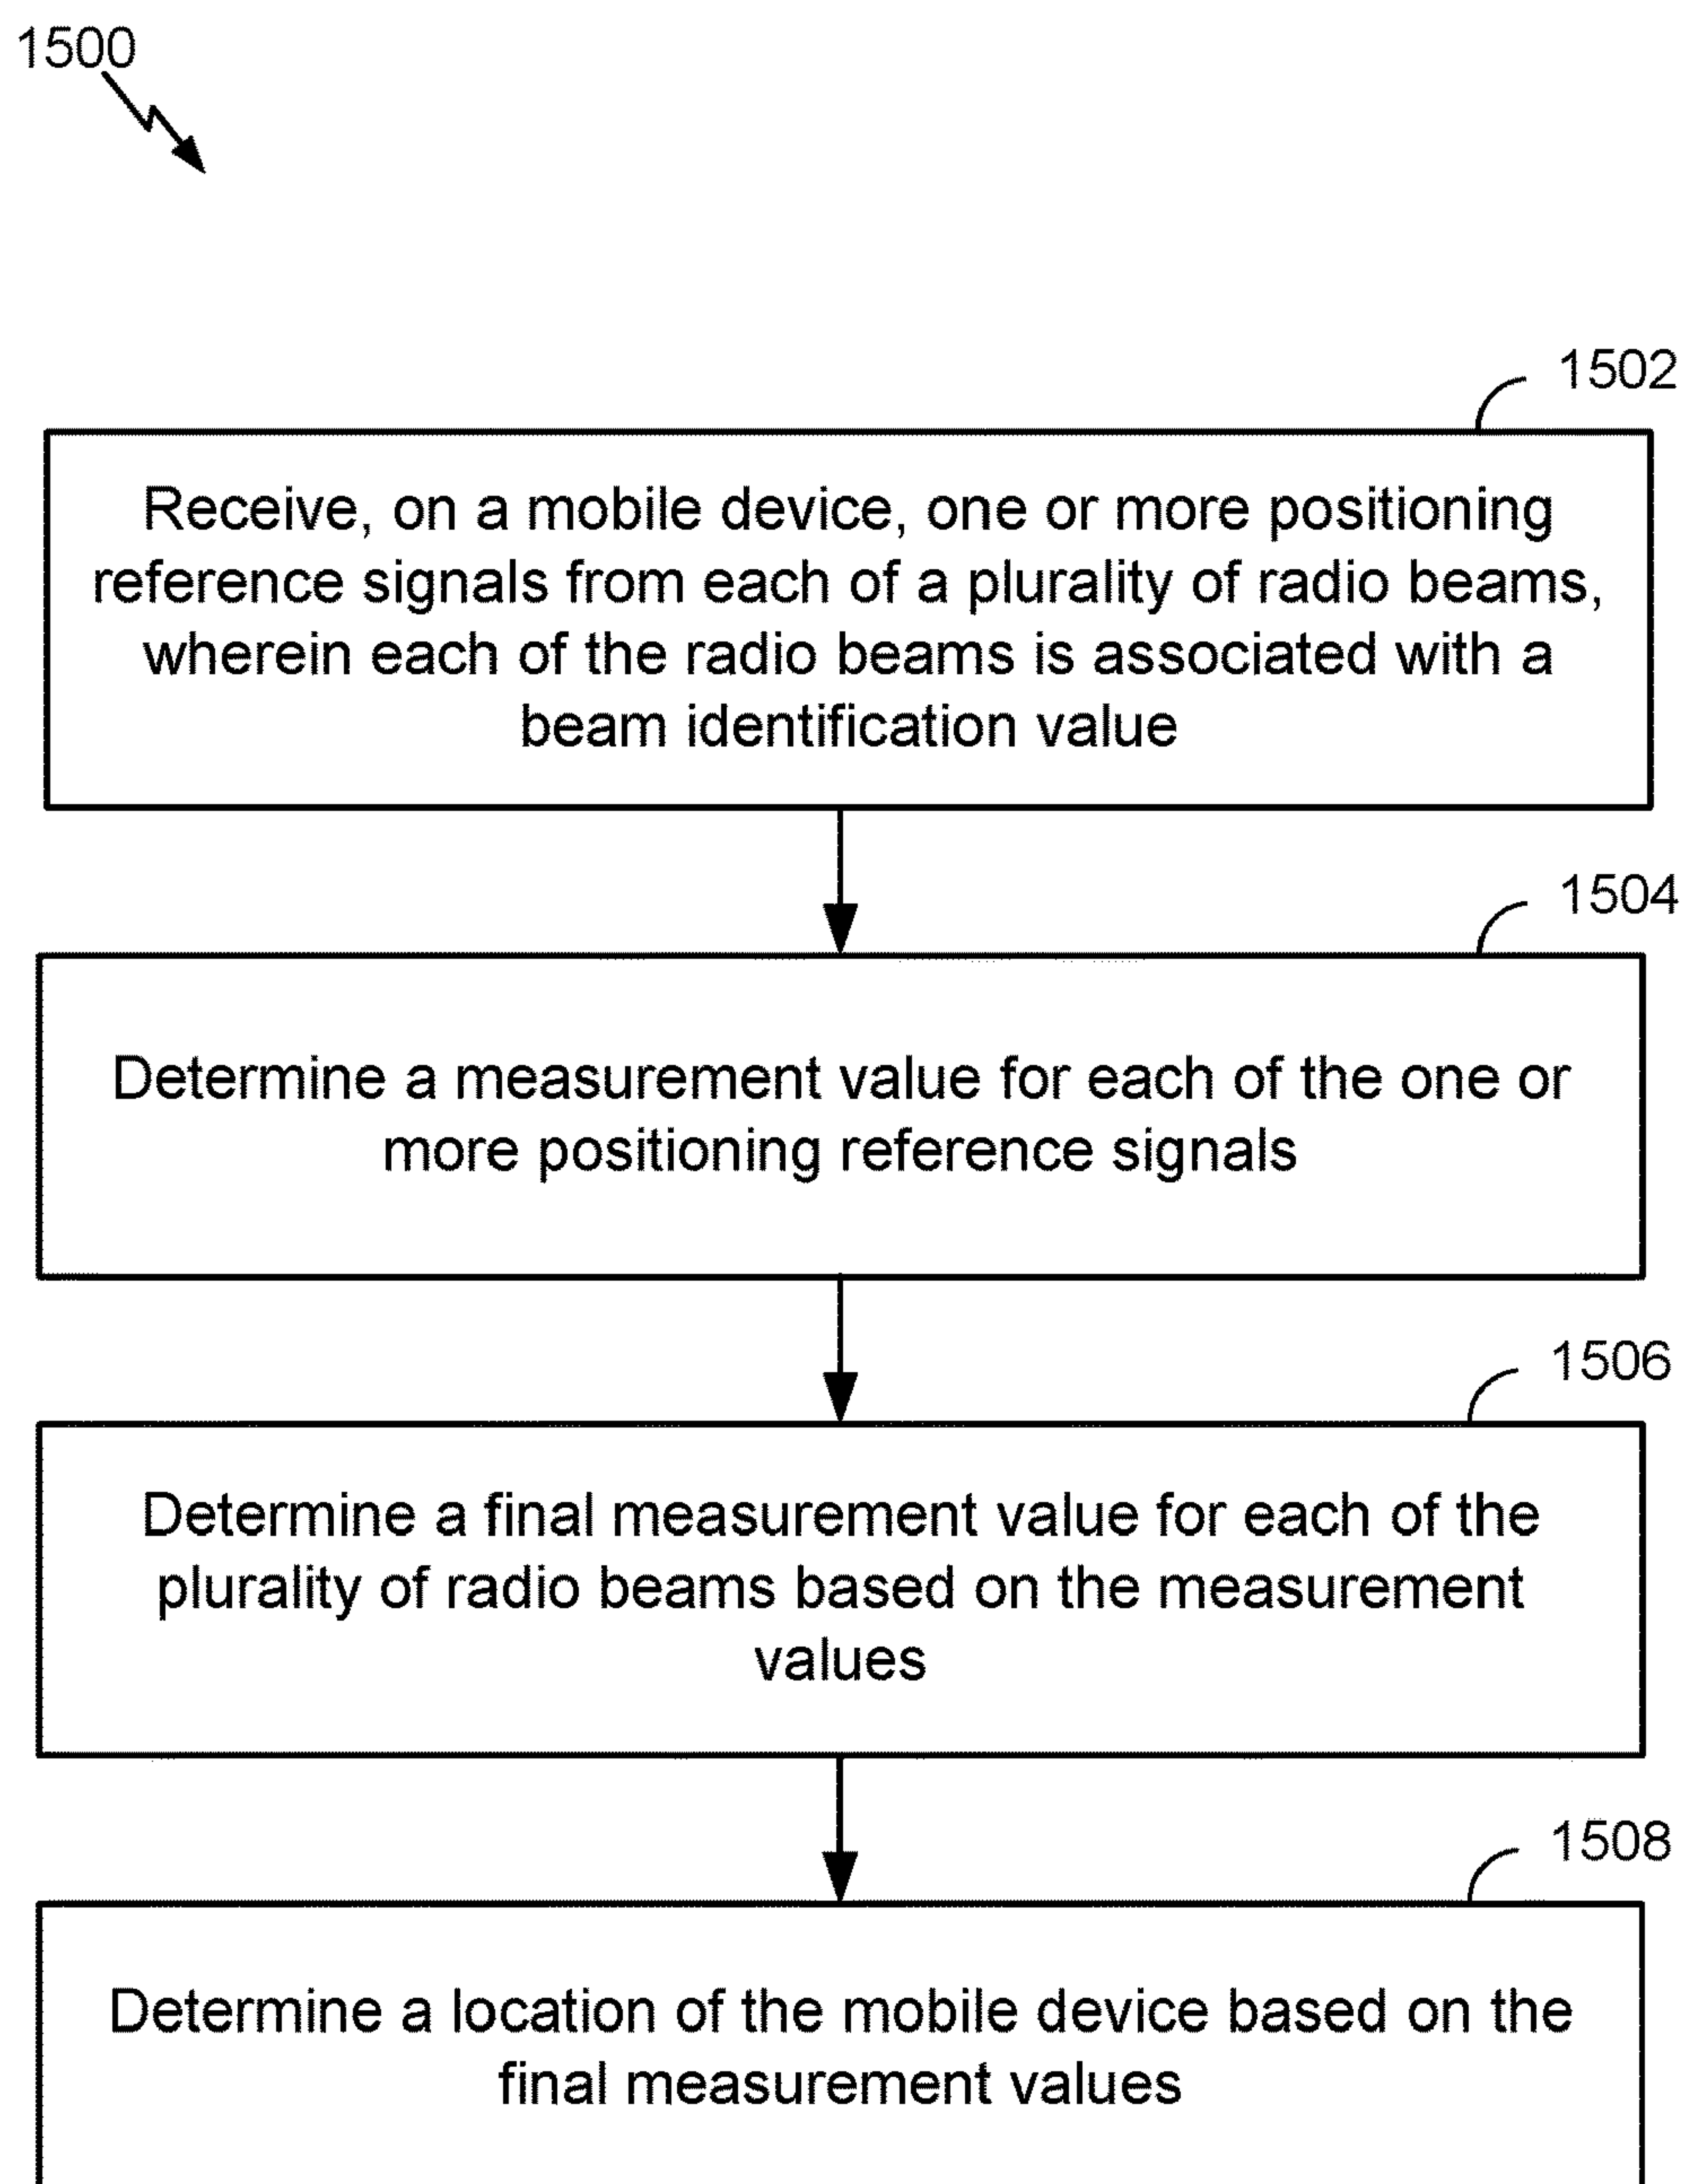 1500
1502
Receive, on a mobile device, one or more positioning
reference signals from each of a plurality of radio beams,
wherein each of the radio beams is associated with a
beam identification value
1504
Determine a measurement value for each of the one or
more positioning reference signals
1506
Determine a final measurement value for each of the
plurality of radio beams based on the measurement
values
1508
Determine a location of the mobile device based on the
final measurement values